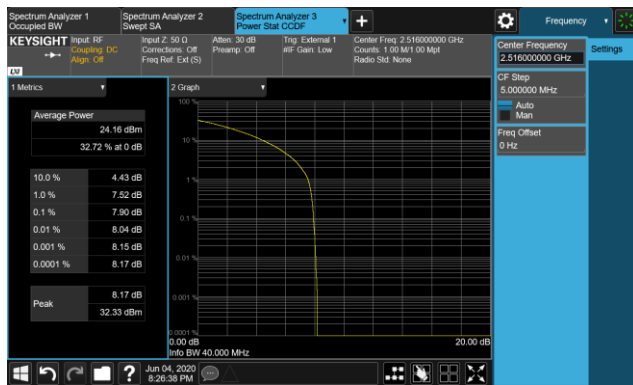 Spectrum Analyzer 1
Occupied BW
Spectrum Analyzer 2
Swept SA
Spectrum Analyzer 3
Power Stat CCDF
Frequency
KEYSIGHT
Input: RF
Coupling: DC
Align: Off
Input Z: 50 Ω
Corrections: Off
Freq Ref: Ext (S)
Atten: 30 dB
Preamp: Off
Trig: External 1
#IF Gain: Low
Center Freq: 2.516000000 GHz
Counts: 1.00 M/1.00 Mpt
Radio Std: None
LXI
Center Frequency
2.516000000 GHz
Settings
CF Step
5.000000 MHz
Auto
Man
Freq Offset
0 Hz
1 Metrics
Average Power
24.16 dBm
32.72 % at 0 dB
10.0 % 4.43 dB
1.0 % 7.52 dB
0.1 % 7.90 dB
0.01 % 8.04 dB
0.001 % 8.15 dB
0.0001 % 8.17 dB
Peak
8.17 dB
32.33 dBm
2 Graph
100 %
10 %
1 %
0.1 %
0.01 %
0.001 %
0.0001 %
0.00 dB
20.00 dB
Info BW 40.000 MHz
?
Jun 04, 2020
8:26:38 PM